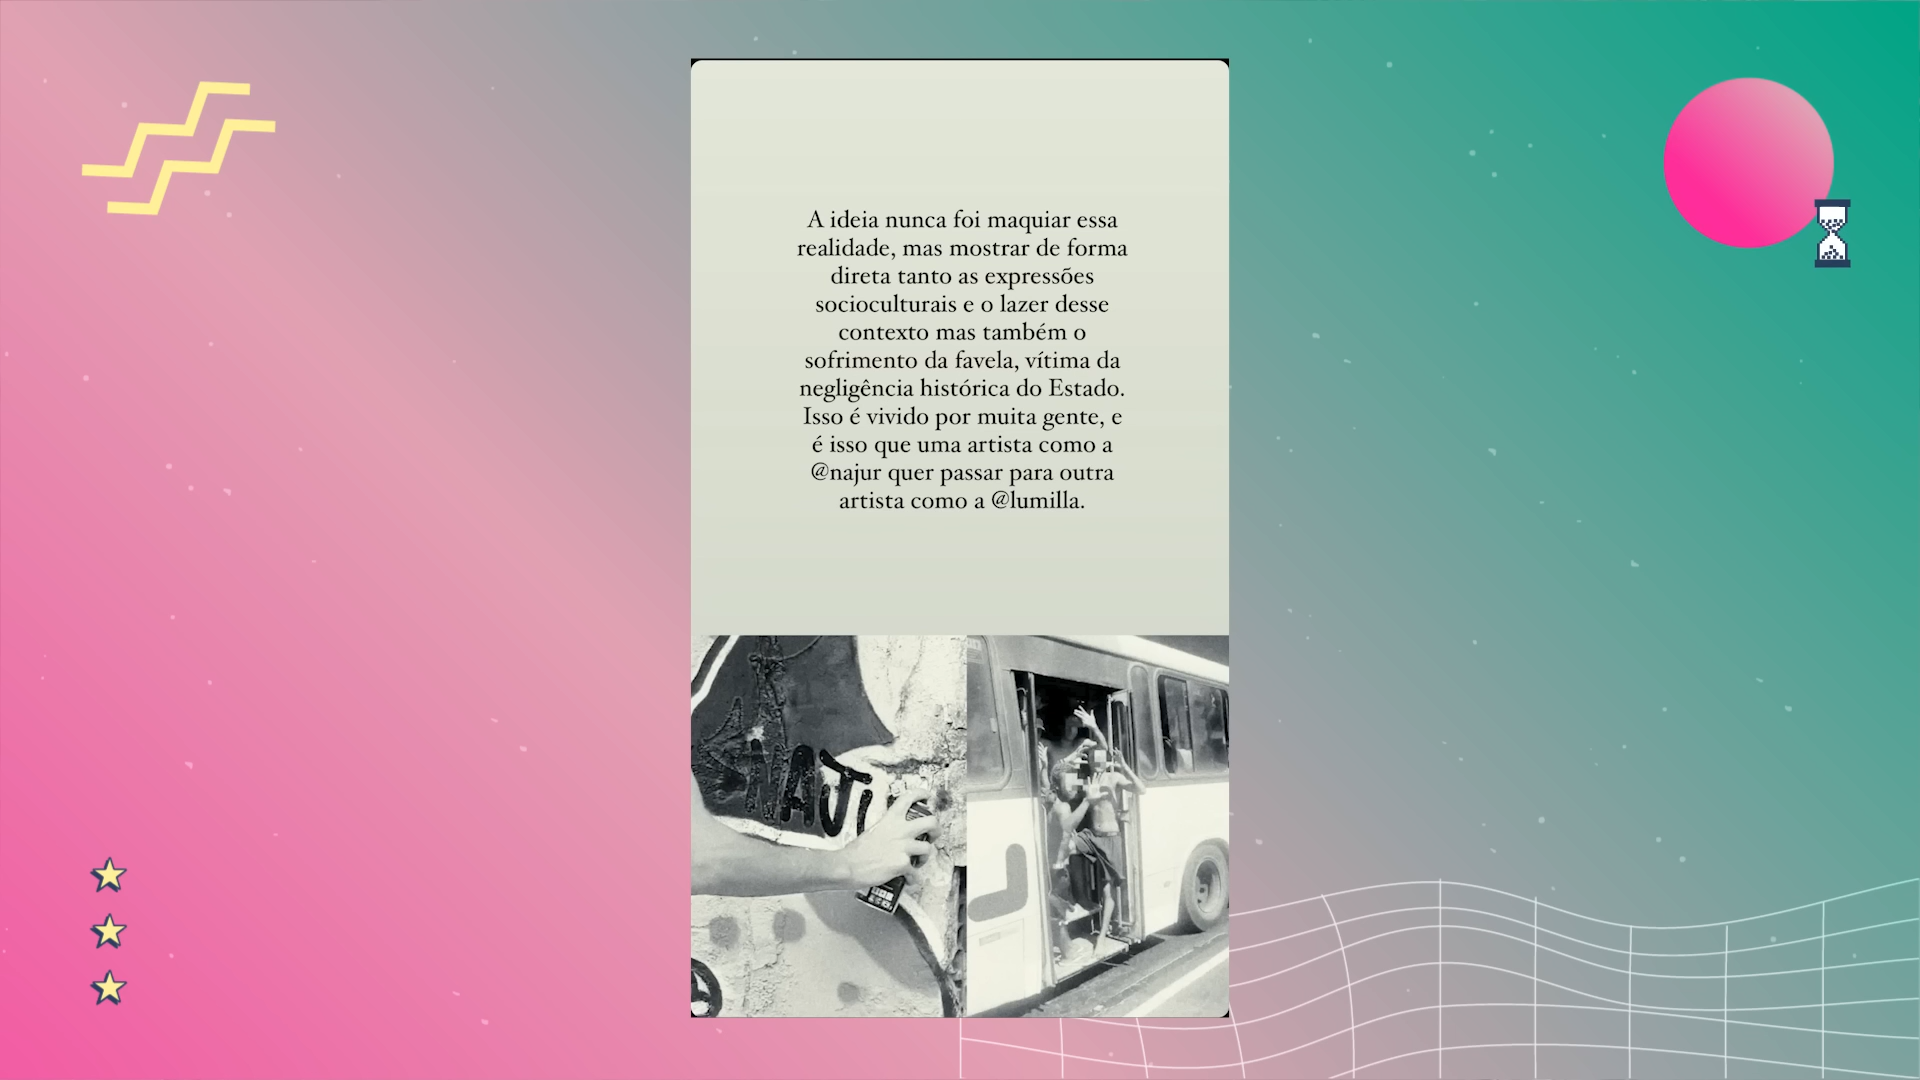 A ideia nunca foi maquiar essa
realidade, mas mostrar de forma
direta tanto as expressões
socioculturais e o lazer desse
contexto mas também o
sofrimento da favela, vítima da
negligência histórica do Estado.
Isso é vivido por muita gente, e
é isso que uma artista como a
@najur quer passar para outra
artista como a @lumilla.
NAJU